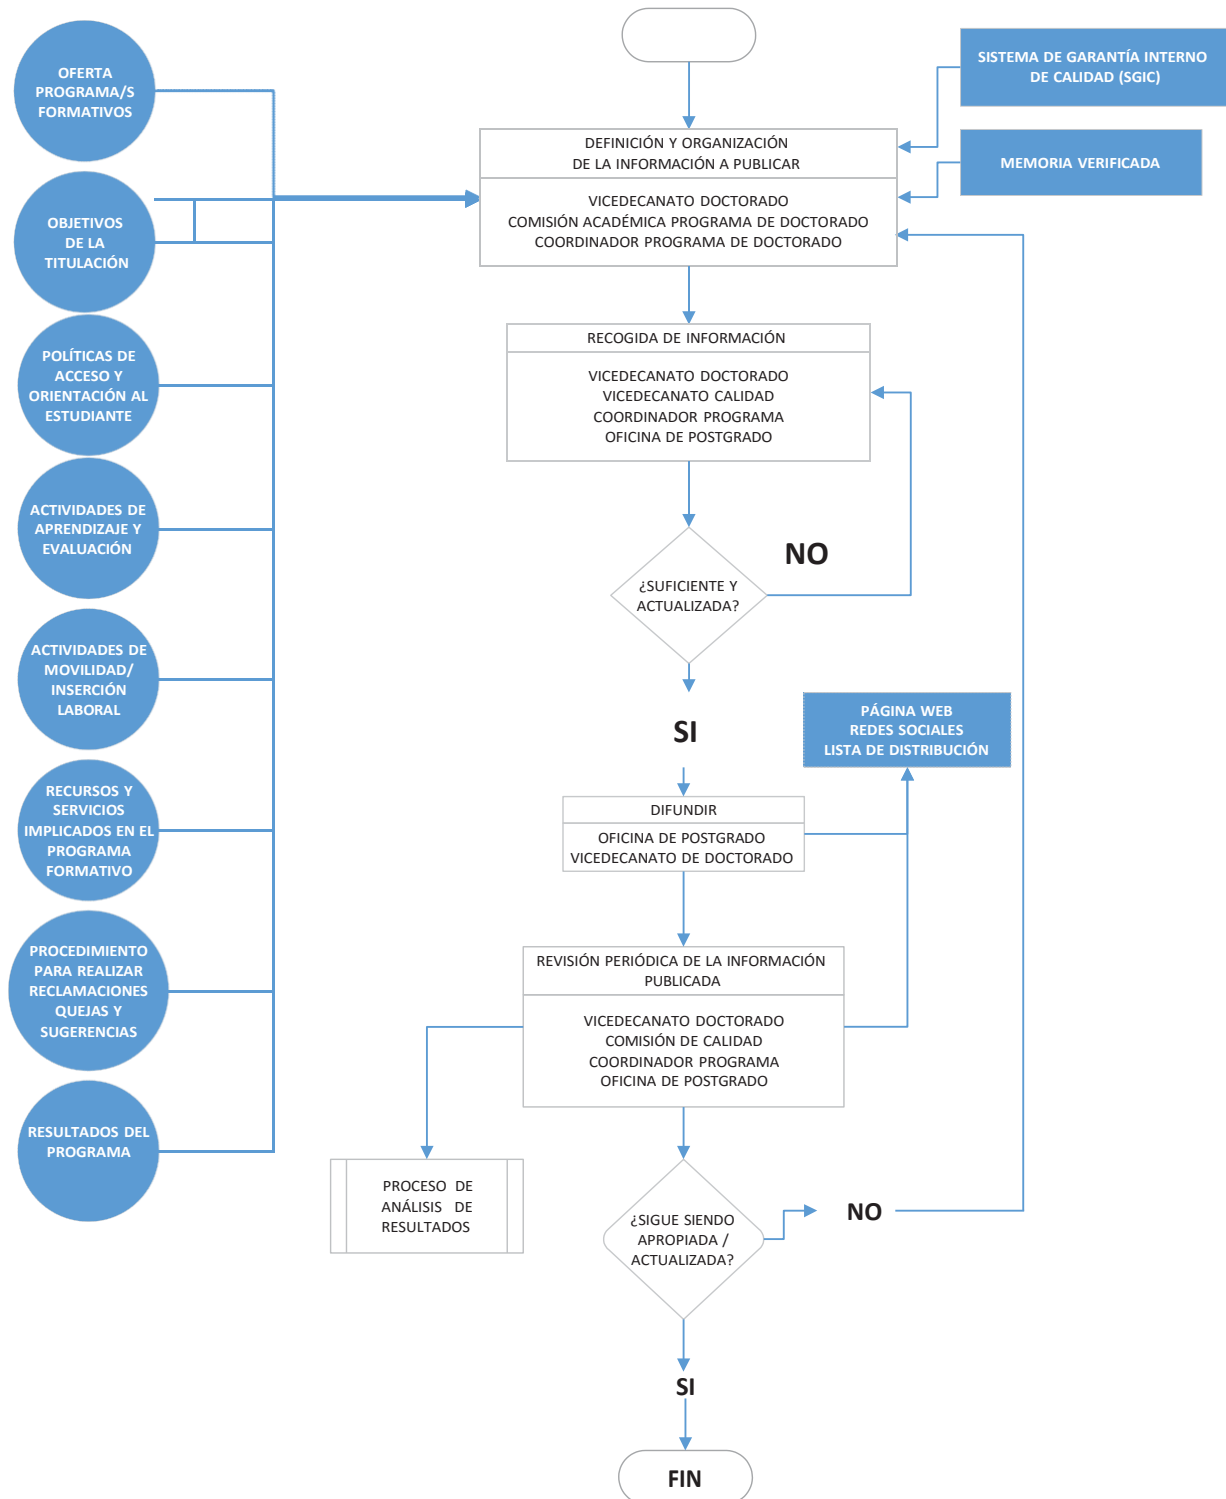 OFERTA
PROGRAMA/S
FORMATIVOS
OBJETIVOS
DE LA
TITULACIÓN
POLÍTICAS DE
ACCESO Y
ORIENTACIÓN AL
ESTUDIANTE
ACTIVIDADES DE
APRENDIZAJE Y
EVALUACIÓN
ACTIVIDADES DE
MOVILIDAD/
INSERCIÓN
LABORAL
RECURSOS Y
SERVICIOS
IMPLICADOS EN EL
PROGRAMA
FORMATIVO
PROCEDIMIENTO
PARA REALIZAR
RECLAMACIONES
QUEJAS Y
SUGERENCIAS
RESULTADOS DEL
PROGRAMA
SISTEMA DE GARANTÍA INTERNO
DE CALIDAD (SGIC)
MEMORIA VERIFICADA
DEFINICIÓN Y ORGANIZACIÓN
DE LA INFORMACIÓN A PUBLICAR
VICEDECANATO DOCTORADO
COMISIÓN ACADÉMICA PROGRAMA DE DOCTORADO
COORDINADOR PROGRAMA DE DOCTORADO
RECOGIDA DE INFORMACIÓN
VICEDECANATO DOCTORADO
VICEDECANATO CALIDAD
COORDINADOR PROGRAMA
OFICINA DE POSTGRADO
¿SUFICIENTE Y
ACTUALIZADA?
NO
SI
PÁGINA WEB
REDES SOCIALES
LISTA DE DISTRIBUCIÓN
DIFUNDIR
OFICINA DE POSTGRADO
VICEDECANATO DE DOCTORADO
REVISIÓN PERIÓDICA DE LA INFORMACIÓN
PUBLICADA
VICEDECANATO DOCTORADO
COMISIÓN DE CALIDAD
COORDINADOR PROGRAMA
OFICINA DE POSTGRADO
PROCESO DE
ANÁLISIS DE
RESULTADOS
¿SIGUE SIENDO
APROPIADA /
ACTUALIZADA?
NO
SI
FIN